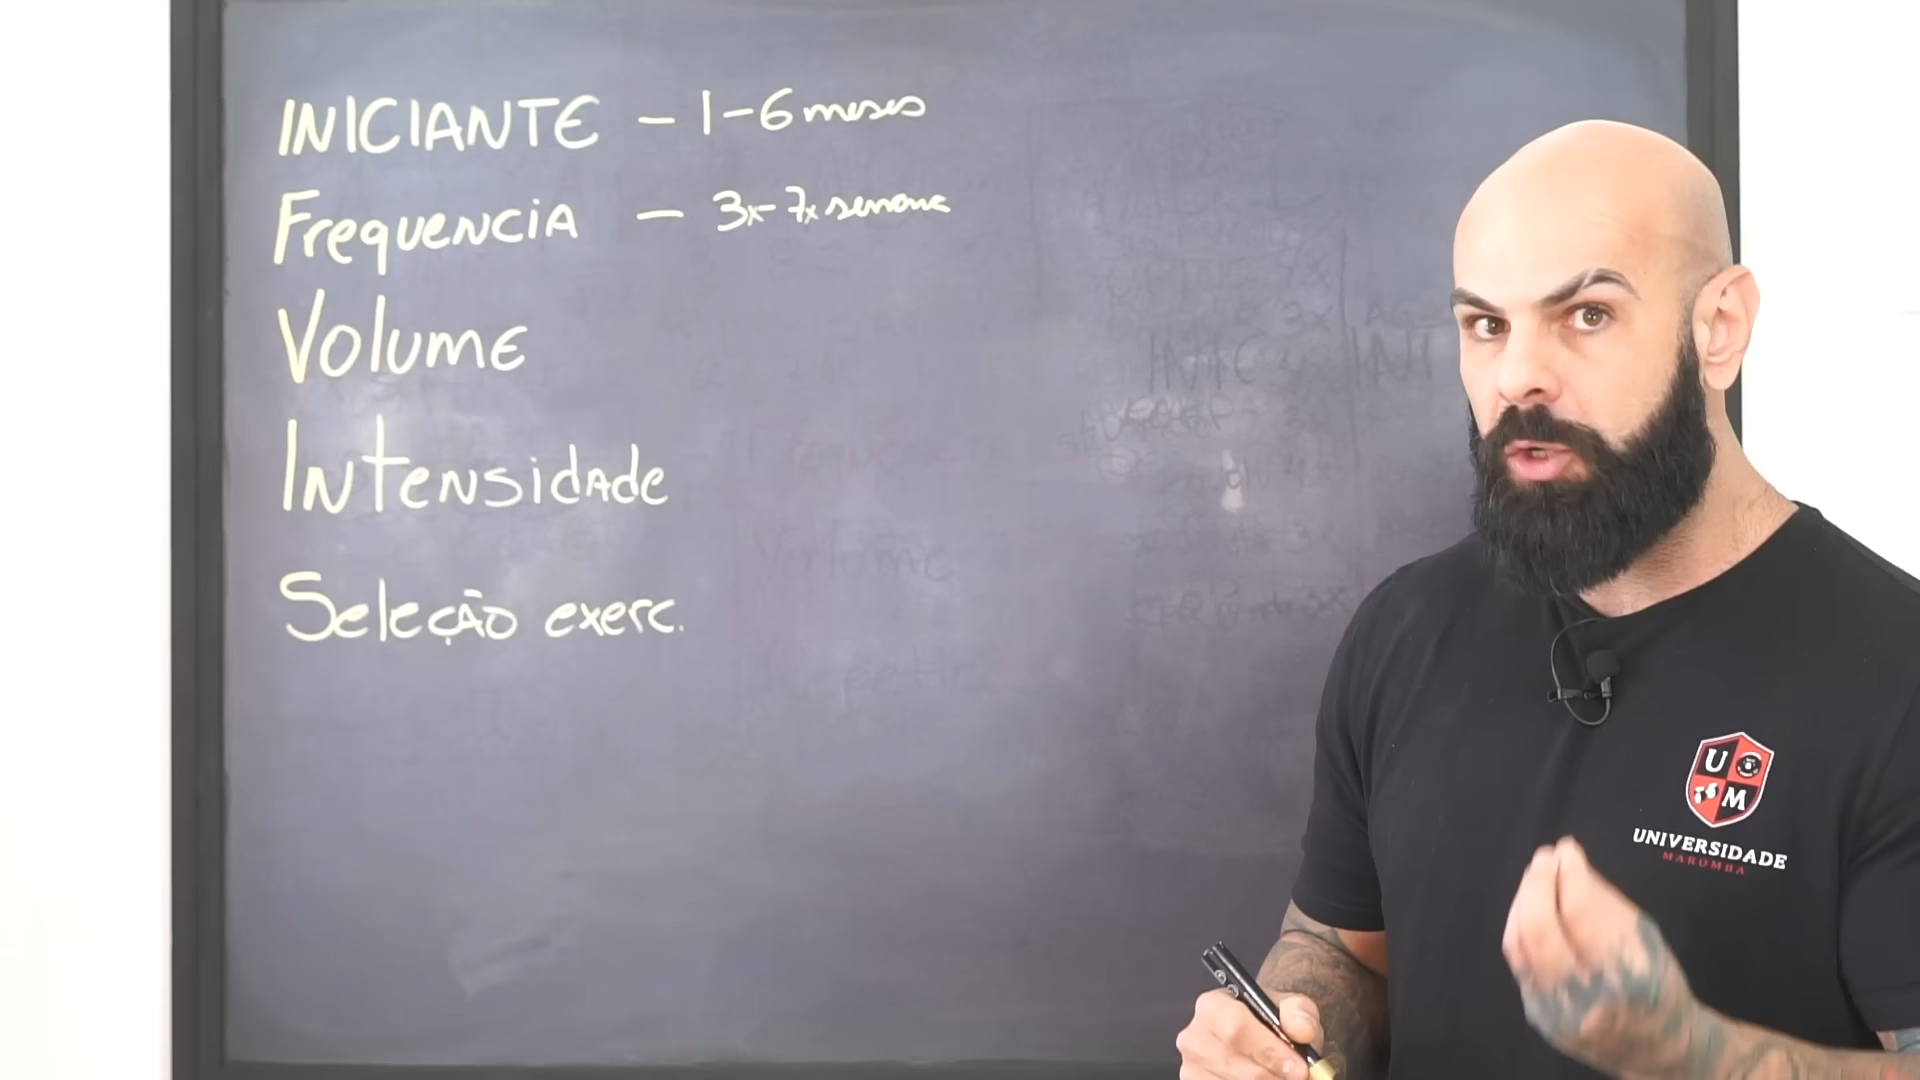 INICIANTE – 1-6 meses
Frequencia – 3x-7x semana
Volume
Intensidade
Seleção exerc.
U
M
UNIVERSIDADE
MAROMBA